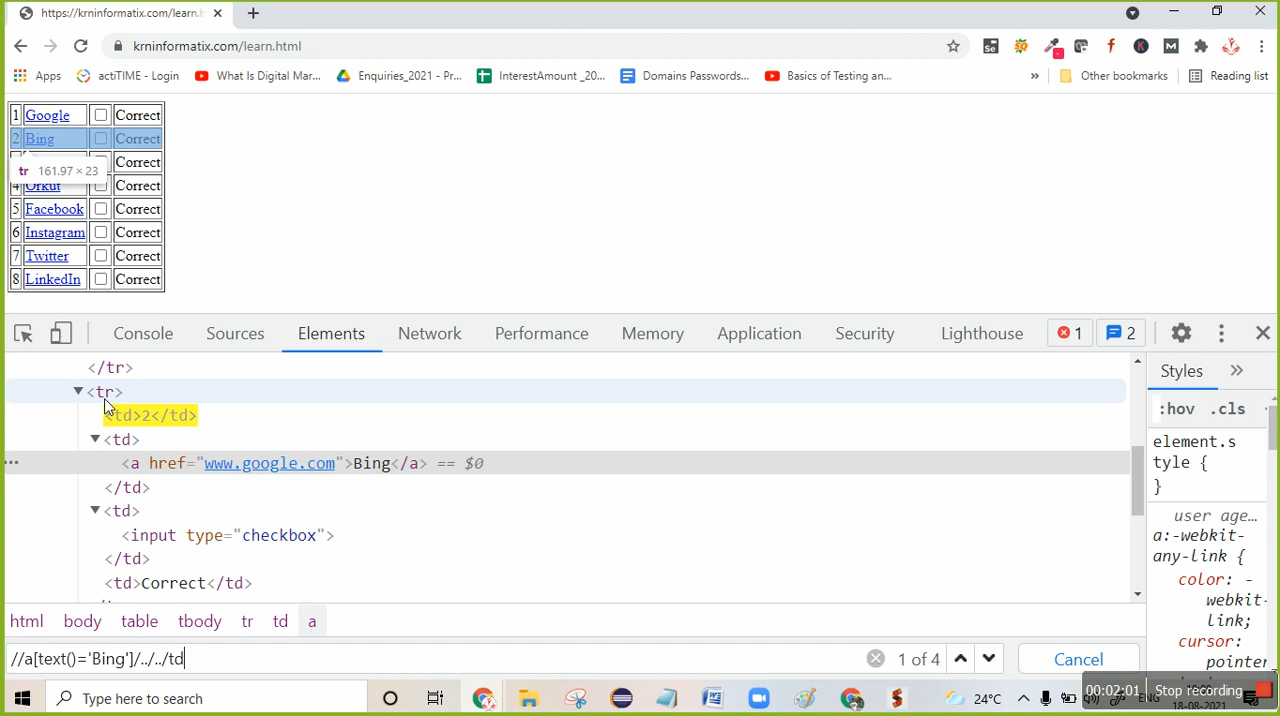 https://krninformatix.com/learn.h
krninformatix.com/learn.html
Apps actiTIME - Login What Is Digital Mar... Enquiries_2021 - Pr... InterestAmount _20... Domains Passwords... Basics of Testing an... » Other bookmarks Reading list
1 Google Correct
2 Bing Correct
Correct
tr 161.97 × 23
4 Orkut Correct
5 Facebook Correct
6 Instagram Correct
7 Twitter Correct
8 LinkedIn Correct
Console Sources Elements Network Performance Memory Application Security Lighthouse 1 2
</tr>
<tr>
<td>2</td>
<td>
<a href="www.google.com">Bing</a> == $0
</td>
<td>
<input type="checkbox">
</td>
<td>Correct</td>
Styles »
:hov .cls
element.s
tyle {
}
user age…
a:-webkit-
any-link {
color: -
webkit-
link;
cursor:
pointer
html body table tbody tr td a
//a[text()='Bing']/../../td
1 of 4 Cancel
Type here to search
24°C ENG
00:02:01 Stop recording
18-08-2021